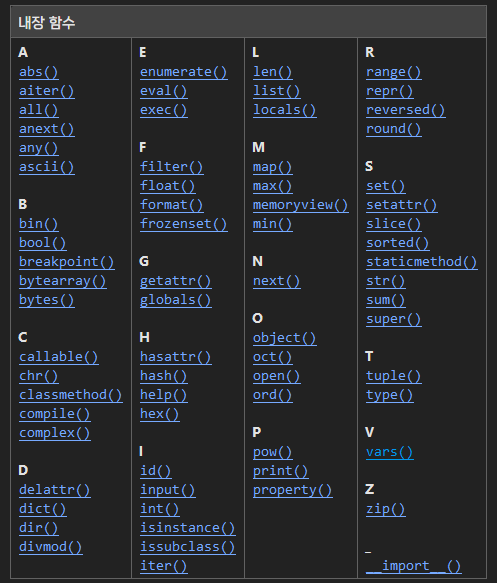 내장 함수
A
abs()
aiter()
all()
anext()
any()
ascii()
B
bin()
bool()
breakpoint()
bytearray()
bytes()
C
callable()
chr()
classmethod()
compile()
complex()
D
delattr()
dict()
dir()
divmod()
E
enumerate()
eval()
exec()
F
filter()
float()
format()
frozenset()
G
getattr()
globals()
H
hasattr()
hash()
help()
hex()
I
id()
input()
int()
isinstance()
issubclass()
iter()
L
len()
list()
locals()
M
map()
max()
memoryview()
min()
N
next()
O
object()
oct()
open()
ord()
P
pow()
print()
property()
R
range()
repr()
reversed()
round()
S
set()
setattr()
slice()
sorted()
staticmethod()
str()
sum()
super()
T
tuple()
type()
V
vars()
Z
zip()
_
__import__()